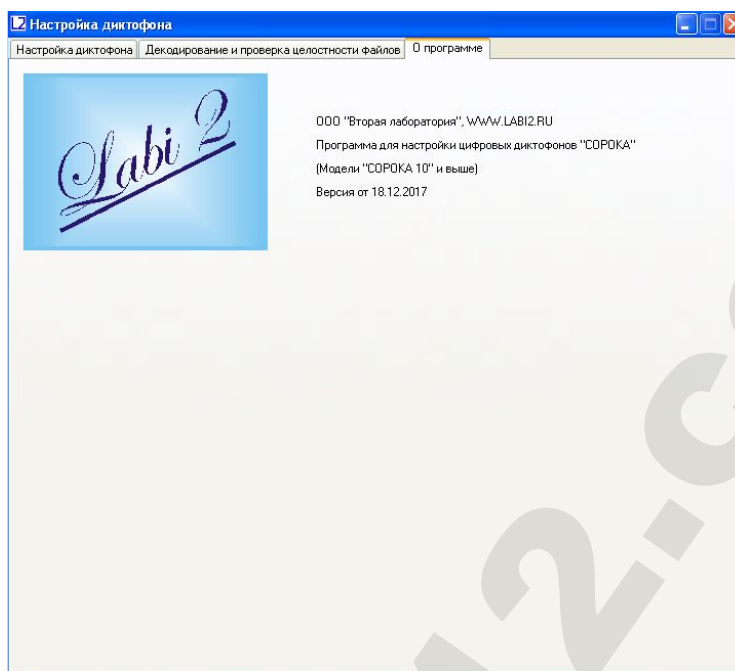 L2 Настройка диктофона
Настройка диктофона Декодирование и проверка целостности файлов О программе
Labi 2
ООО "Вторая лаборатория", WWW.LABI2.RU
Программа для настройки цифровых диктофонов "СОРОКА"
(Модели "СОРОКА 10" и выше)
Версия от 18.12.2017